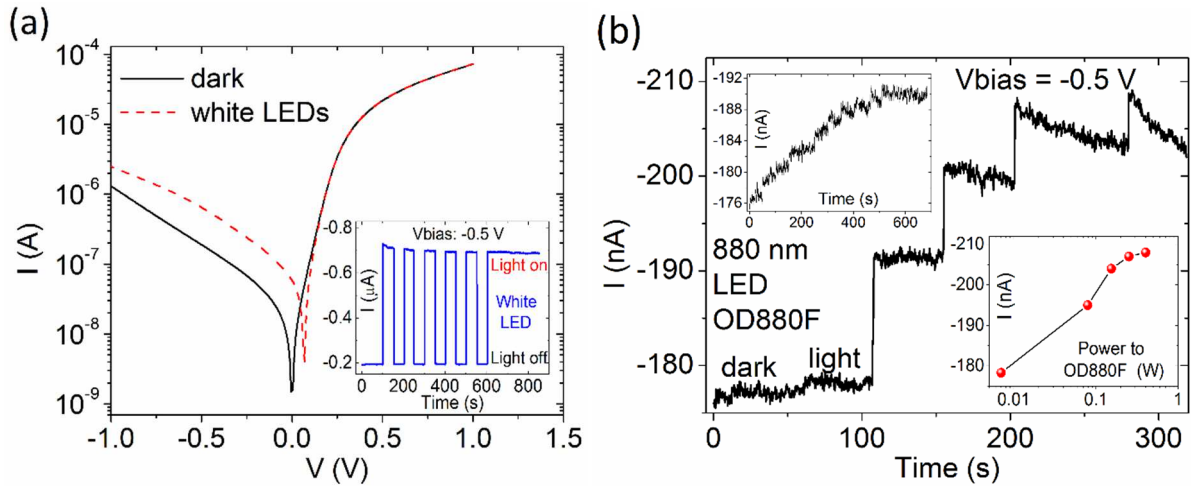 (a)
10⁻⁴
10⁻⁵
10⁻⁶
10⁻⁷
10⁻⁸
10⁻⁹
I (A)
dark
white LEDs
-1.0 -0.5 0.0 0.5 1.0 1.5
V (V)
-0.8
-0.6
-0.4
-0.2
I (μA)
Vbias: -0.5 V
Light on
White
LED
Light off
0 200 400 600 800
Time (s)
(b)
-210
-200
-190
-180
I (nA)
Vbias = -0.5 V
-192
-188
-184
-180
-176
I (nA)
Time (s)
0 200 400 600
880 nm
LED
OD880F
dark
light
-210
-200
-190
-180
I (nA)
Power to
OD880F (W)
0.01 0.1 1
0 100 200 300
Time (s)